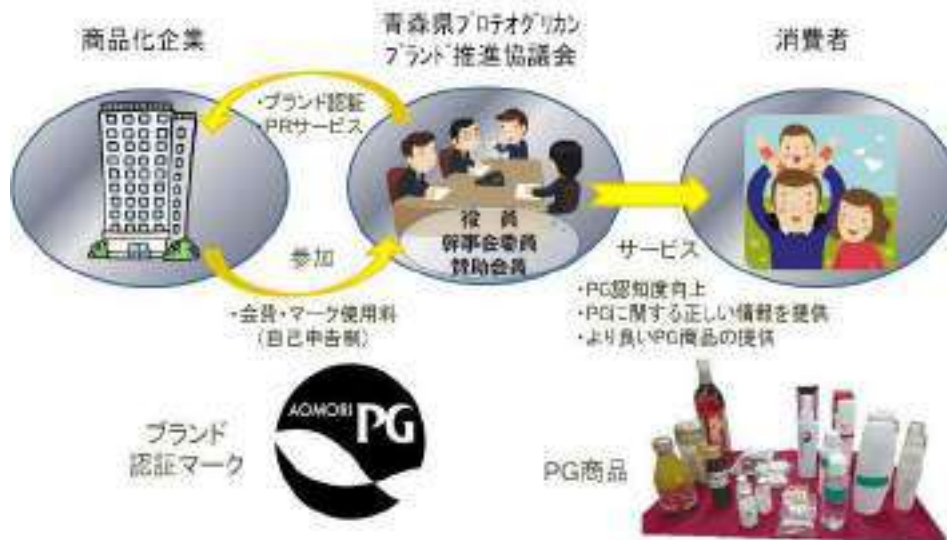 商品化企業
青森県プロテオグリカン
ブランド推進協議会
消費者
・ブランド認証
・PRサービス
役 員
幹事会委員
賛助会員
参加
・会費・マーク使用料
(自己申告制)
サービス
・PG認知度向上
・PGに関する正しい情報を提供
・より良いPG商品の提供
ブランド
認証マーク
AOMORI
PG
PG商品